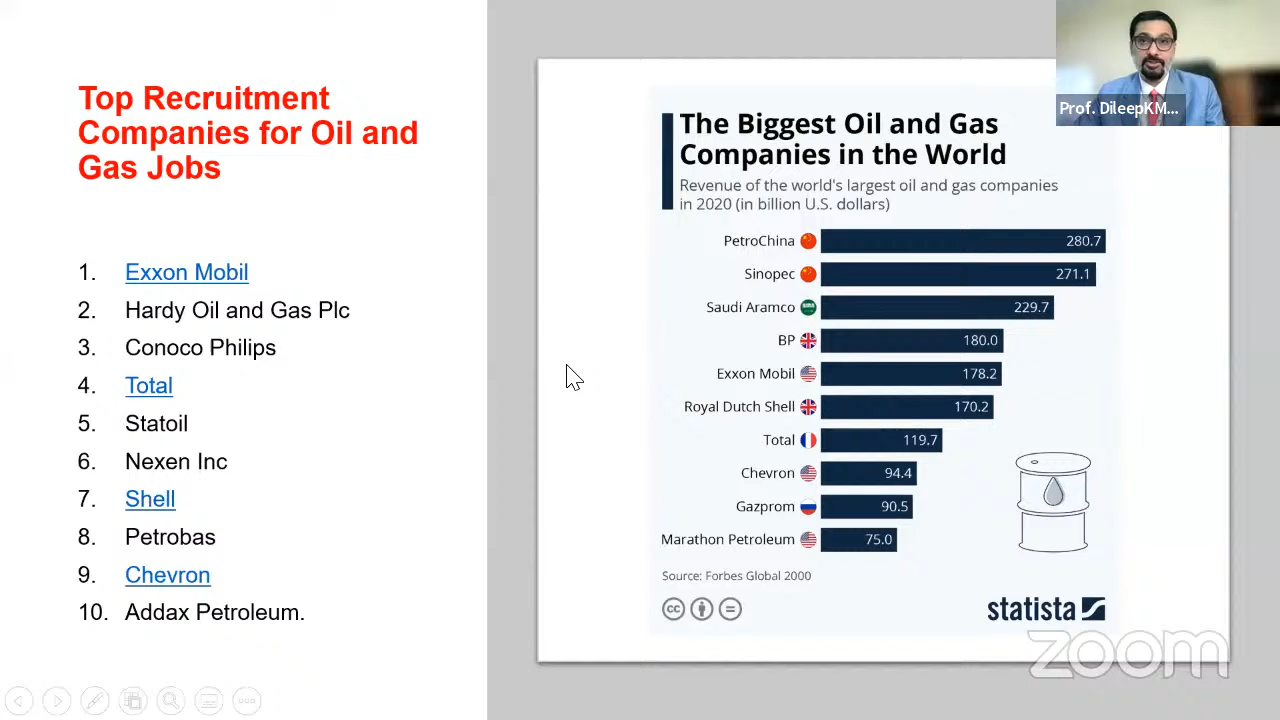 Top Recruitment
Companies for Oil and
Gas Jobs
1. Exxon Mobil
2. Hardy Oil and Gas Plc
3. Conoco Philips
4. Total
5. Statoil
6. Nexen Inc
7. Shell
8. Petrobas
9. Chevron
10. Addax Petroleum.
The Biggest Oil and Gas
Companies in the World
Revenue of the world's largest oil and gas companies
in 2020 (in billion U.S. dollars)
PetroChina 280.7
Sinopec 271.1
Saudi Aramco 229.7
BP 180.0
Exxon Mobil 178.2
Royal Dutch Shell 170.2
Total 119.7
Chevron 94.4
Gazprom 90.5
Marathon Petroleum 75.0
Source: Forbes Global 2000
cc
statista
Prof. DileepKM...
zoom